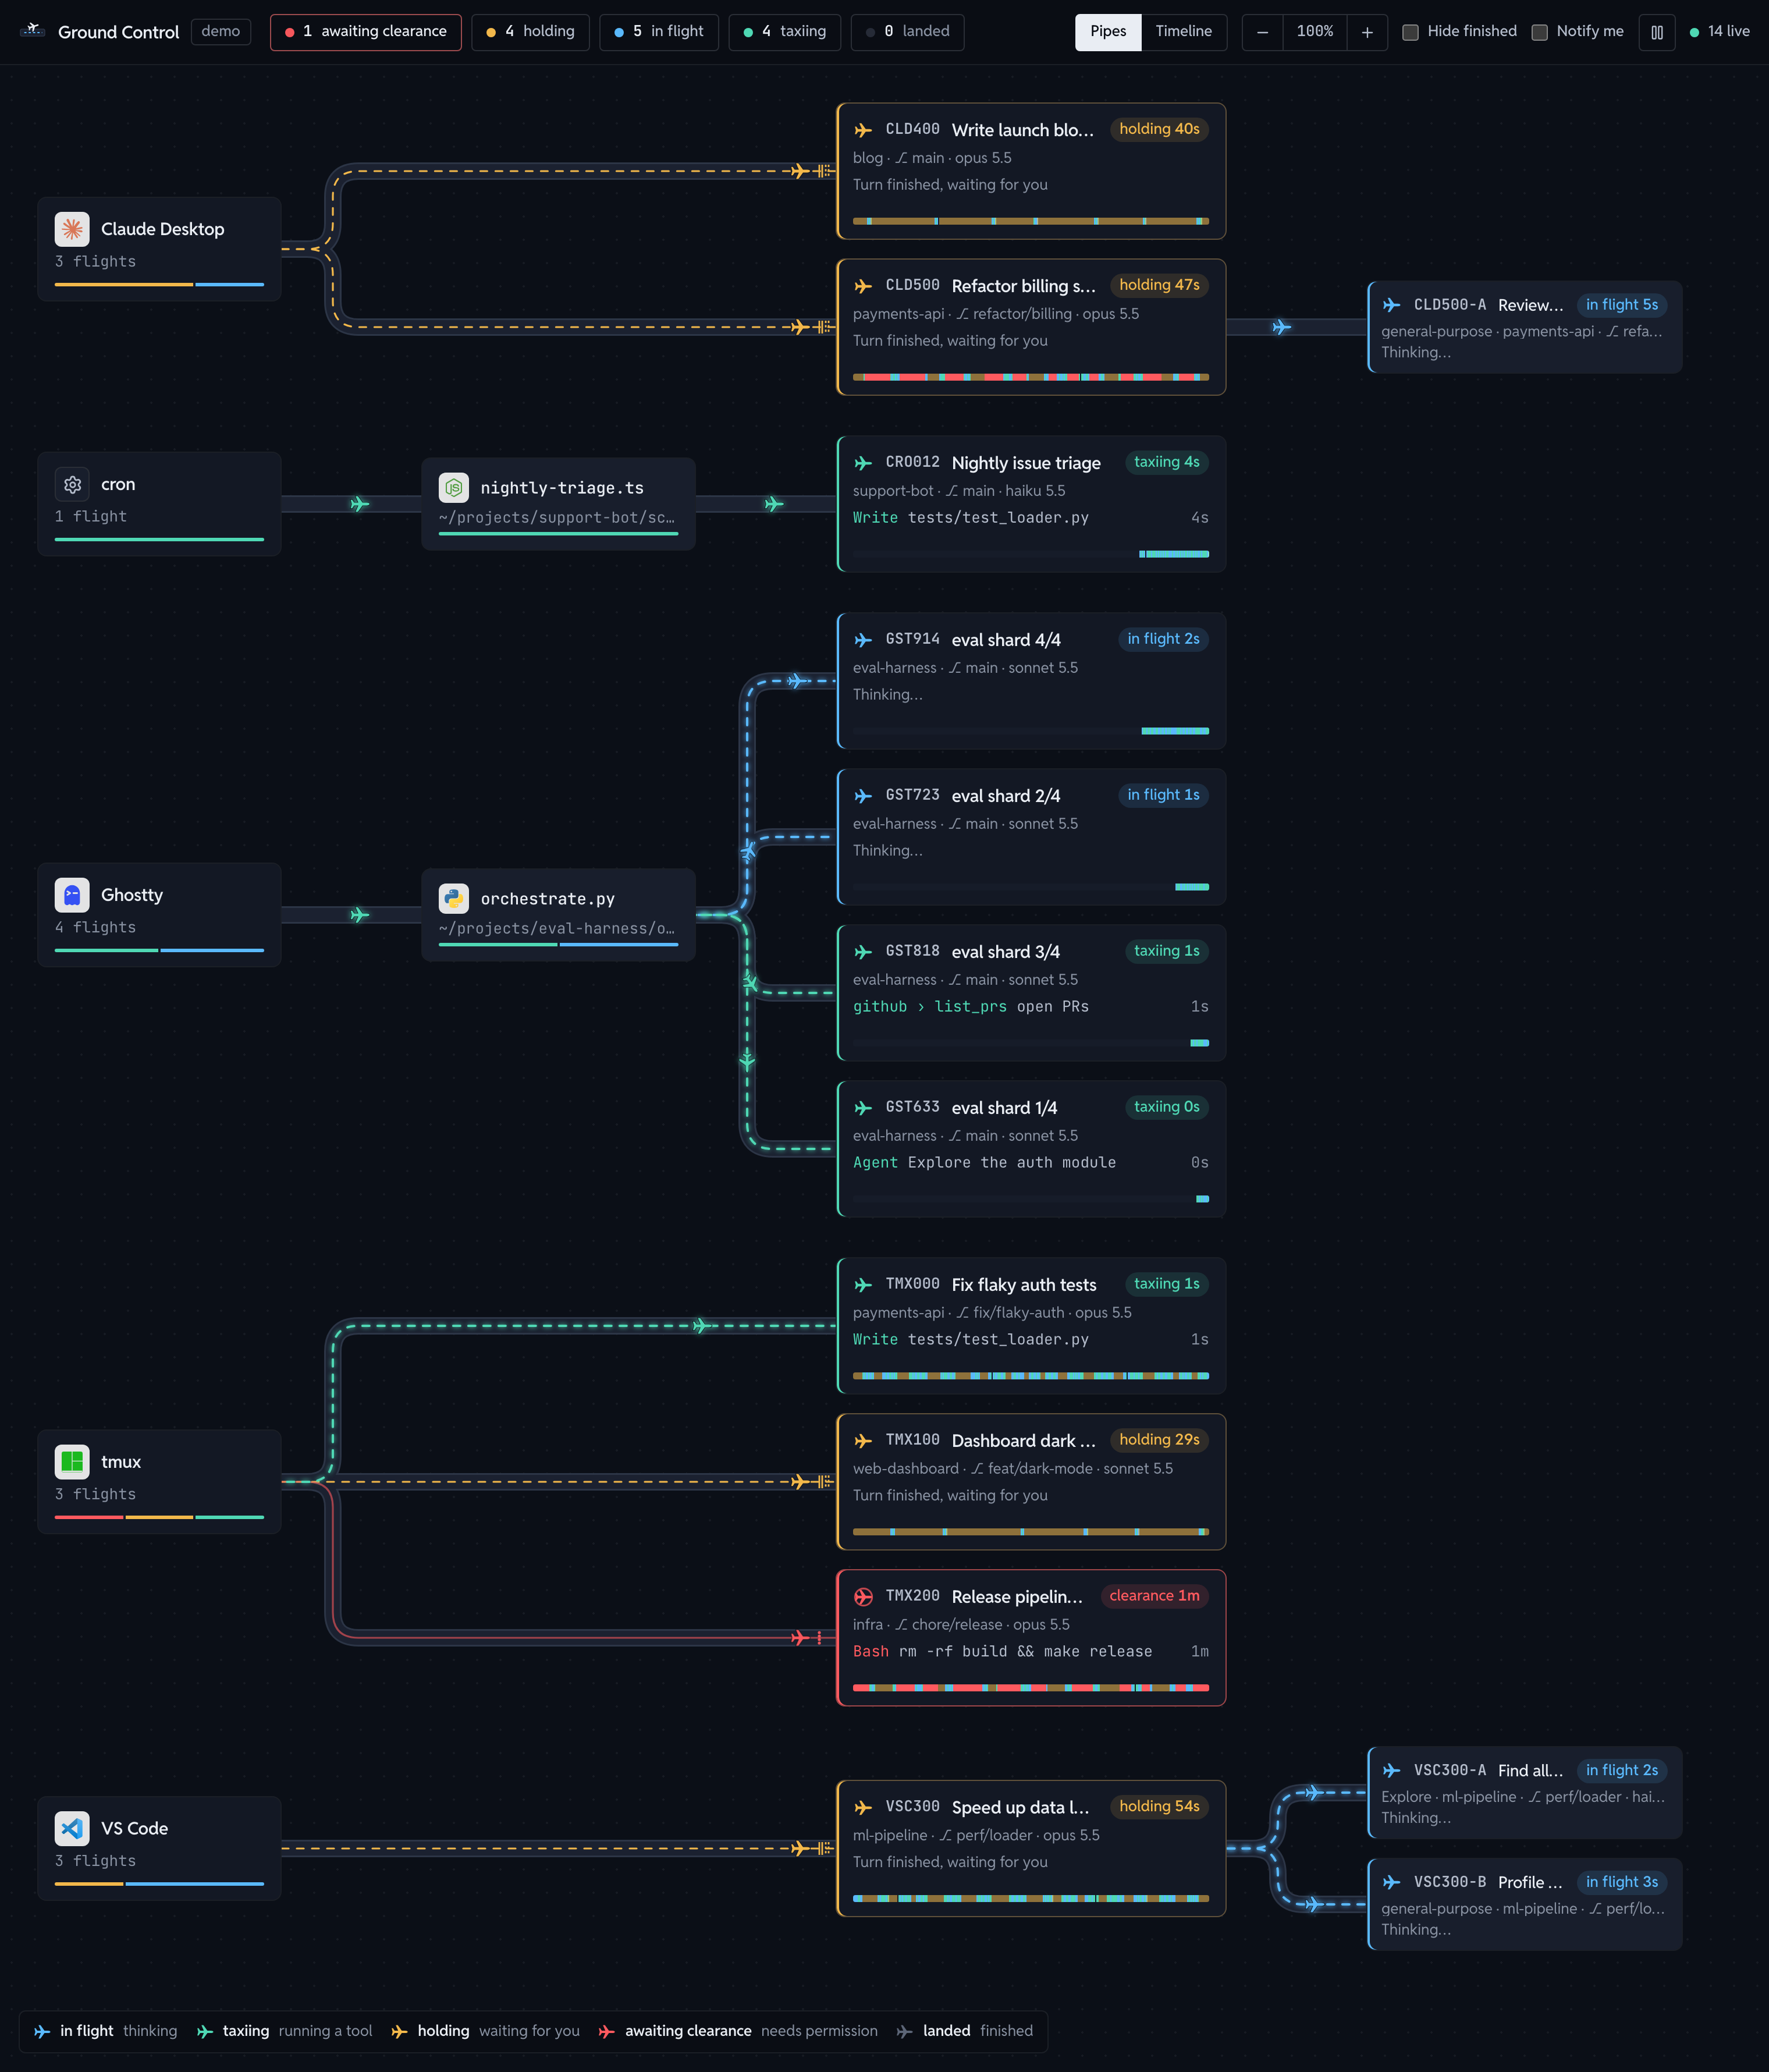 Ground Control demo 1 awaiting clearance 4 holding 5 in flight 4 taxiing 0 landed Pipes Timeline − 100% + Hide finished Notify me 14 live
Claude Desktop
3 flights
CLD400 Write launch blo… holding 40s
blog · ⎇ main · opus 5.5
Turn finished, waiting for you
CLD500 Refactor billing s… holding 47s
payments-api · ⎇ refactor/billing · opus 5.5
Turn finished, waiting for you
CLD500-A Review… in flight 5s
general-purpose · payments-api · ⎇ refa…
Thinking…
cron
1 flight
nightly-triage.ts
~/projects/support-bot/sc…
CRO012 Nightly issue triage taxiing 4s
support-bot · ⎇ main · haiku 5.5
Write tests/test_loader.py 4s
Ghostty
4 flights
orchestrate.py
~/projects/eval-harness/o…
GST914 eval shard 4/4 in flight 2s
eval-harness · ⎇ main · sonnet 5.5
Thinking…
GST723 eval shard 2/4 in flight 1s
eval-harness · ⎇ main · sonnet 5.5
Thinking…
GST818 eval shard 3/4 taxiing 1s
eval-harness · ⎇ main · sonnet 5.5
github › list_prs open PRs 1s
GST633 eval shard 1/4 taxiing 0s
eval-harness · ⎇ main · sonnet 5.5
Agent Explore the auth module 0s
tmux
3 flights
TMX000 Fix flaky auth tests taxiing 1s
payments-api · ⎇ fix/flaky-auth · opus 5.5
Write tests/test_loader.py 1s
TMX100 Dashboard dark … holding 29s
web-dashboard · ⎇ feat/dark-mode · sonnet 5.5
Turn finished, waiting for you
TMX200 Release pipelin… clearance 1m
infra · ⎇ chore/release · opus 5.5
Bash rm -rf build && make release 1m
VS Code
3 flights
VSC300 Speed up data l… holding 54s
ml-pipeline · ⎇ perf/loader · opus 5.5
Turn finished, waiting for you
VSC300-A Find all… in flight 2s
Explore · ml-pipeline · ⎇ perf/loader · hai…
Thinking…
VSC300-B Profile … in flight 3s
general-purpose · ml-pipeline · ⎇ perf/lo…
Thinking…
in flight thinking taxiing running a tool holding waiting for you awaiting clearance needs permission landed finished